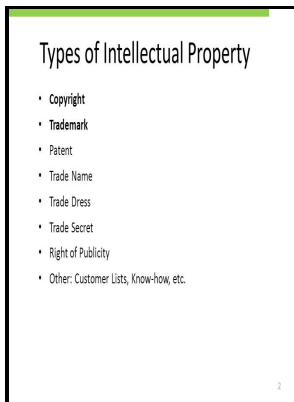 Types of Intellectual Property
• Copyright
• Trademark
• Patent
• Trade Name
• Trade Dress
• Trade Secret
• Right of Publicity
• Other: Customer Lists, Know-how, etc.
2